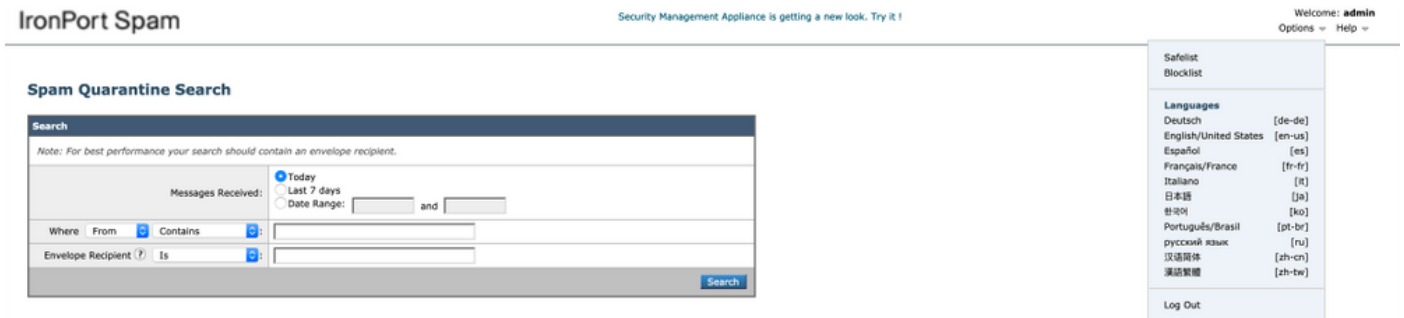 IronPort Spam
Security Management Appliance is getting a new look. Try it !
Welcome: admin
Options Help
Safelist
Blocklist
Languages
Deutsch [de-de]
English/United States [en-us]
Español [es]
Français/France [fr-fr]
Italiano [it]
日本語 [ja]
한국어 [ko]
Português/Brasil [pt-br]
русский язык [ru]
汉语简体 [zh-cn]
漢語繁體 [zh-tw]
Log Out
Spam Quarantine Search
Search
Note: For best performance your search should contain an envelope recipient.
Messages Received:
Today
Last 7 days
Date Range: and
Where From Contains :
Envelope Recipient ? Is :
Search